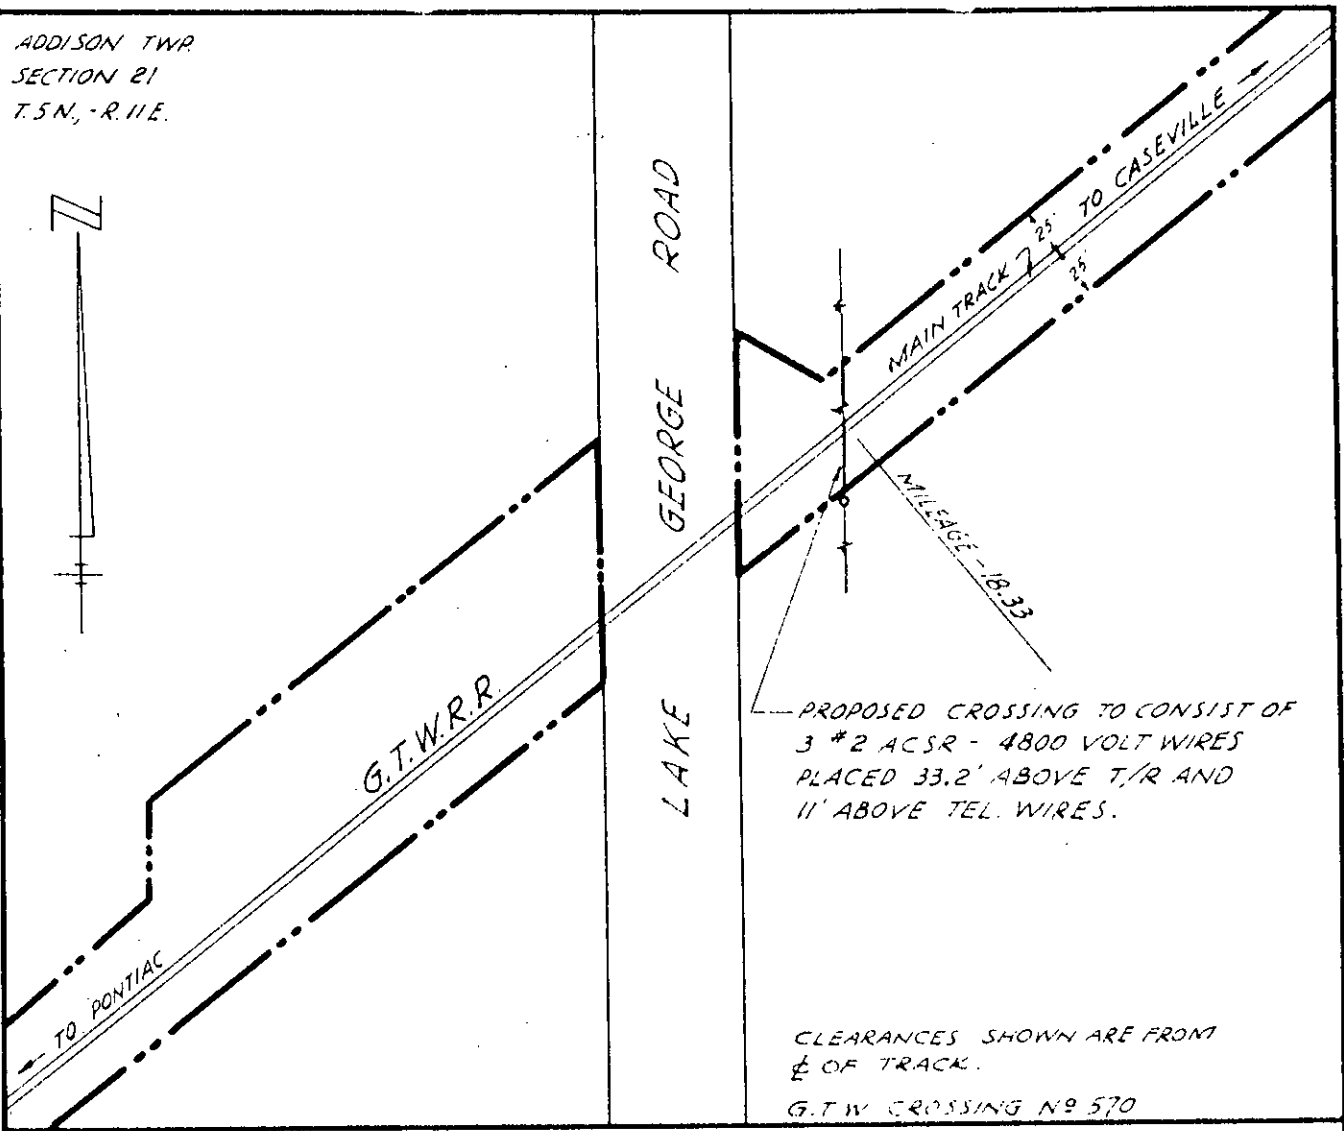 ADDISON TWP.
SECTION 21
T.5 N., - R. 11 E.
N
LAKE GEORGE ROAD
MAIN TRACK
TO CASEVILLE
25'
25'
MILEAGE - 18.33
G.T.W.R.R.
TO PONTIAC
PROPOSED CROSSING TO CONSIST OF
3 #2 ACSR - 4800 VOLT WIRES
PLACED 33.2' ABOVE T/R AND
11' ABOVE TEL. WIRES.
CLEARANCES SHOWN ARE FROM
℄ OF TRACK.
G.T.W CROSSING Nº 570